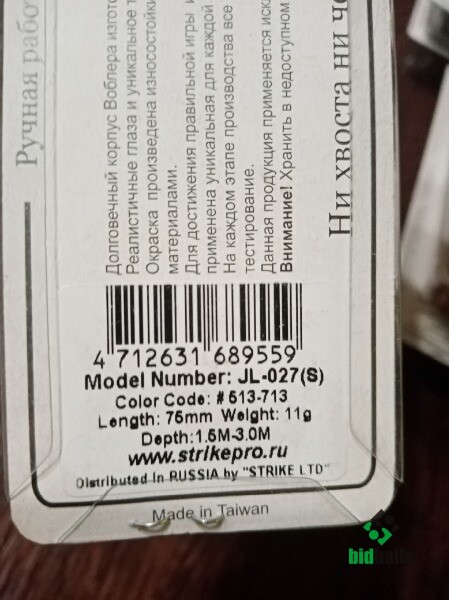 Ручная работ
Долговечный корпус Воблера изгото
Реалистичные глаза и уникальное т
Окраска произведена износостойки
материалами.
Для достижения правильной игры и
применена уникальная для каждой
На каждом этапе производства все
тестирование.
Данная продукция применяется иск
Внимание! Хранить в недоступном
Ни хвоста ни че
4 712631 689559
Model Number: JL-027(S)
Color Code: # 513-713
Length: 75mm Weight: 11g
Depth:1.5M-3.0M
www.strikepro.ru
Distributed in RUSSIA by "STRIKE LTD"
Made in Taiwan